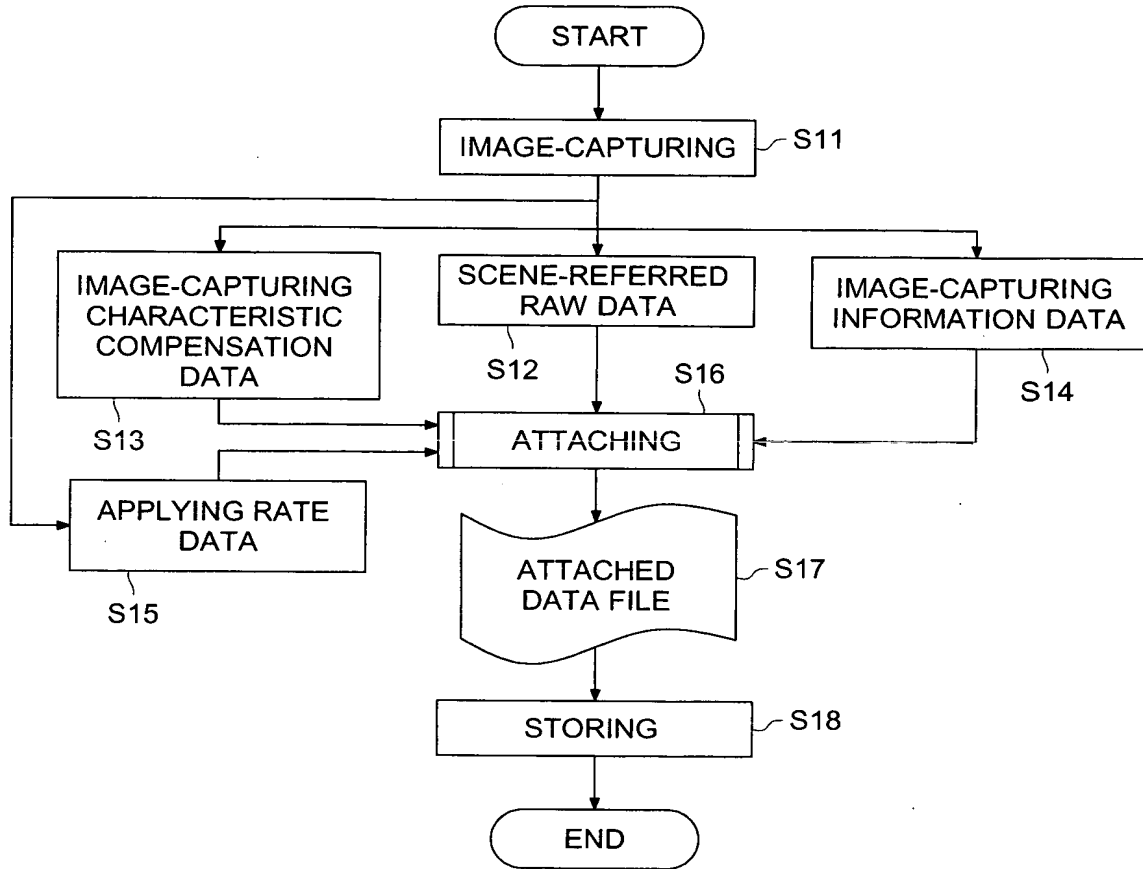 START
IMAGE-CAPTURING
S11
IMAGE-CAPTURING
CHARACTERISTIC
COMPENSATION
DATA
S13
SCENE-REFERRED
RAW DATA
S12
IMAGE-CAPTURING
INFORMATION DATA
S14
S16
ATTACHING
APPLYING RATE
DATA
S15
ATTACHED
DATA FILE
S17
STORING
S18
END